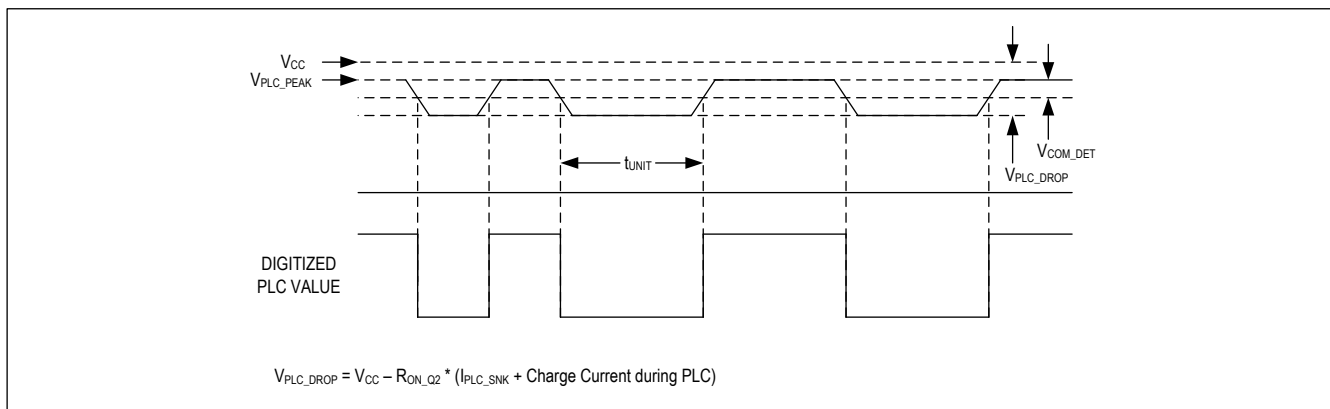 VCC
VPLC_PEAK
tUNIT
VCOM_DET
VPLC_DROP
DIGITIZED
PLC VALUE
VPLC_DROP = VCC – RON_Q2 * (IPLC_SNK + Charge Current during PLC)